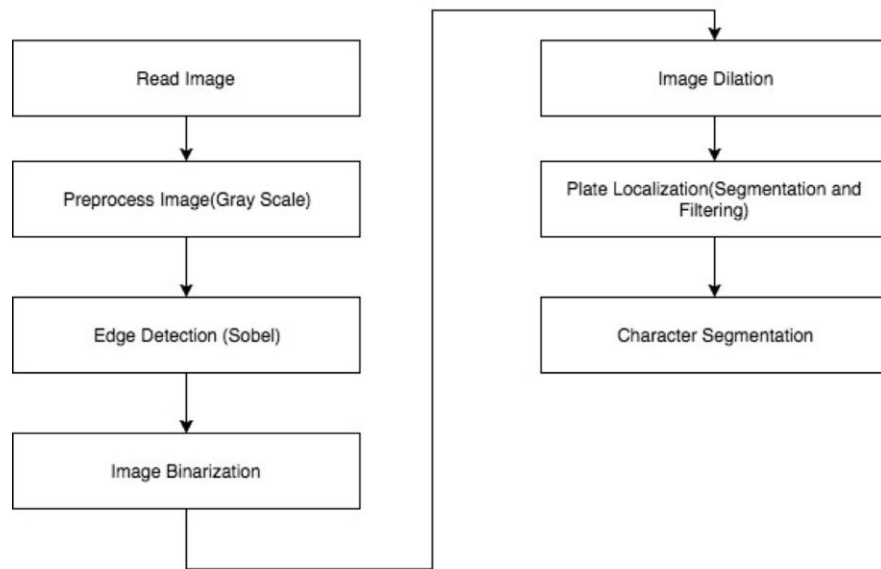 Read Image
Preprocess Image(Gray Scale)
Edge Detection (Sobel)
Image Binarization
Image Dilation
Plate Localization(Segmentation and
Filtering)
Character Segmentation